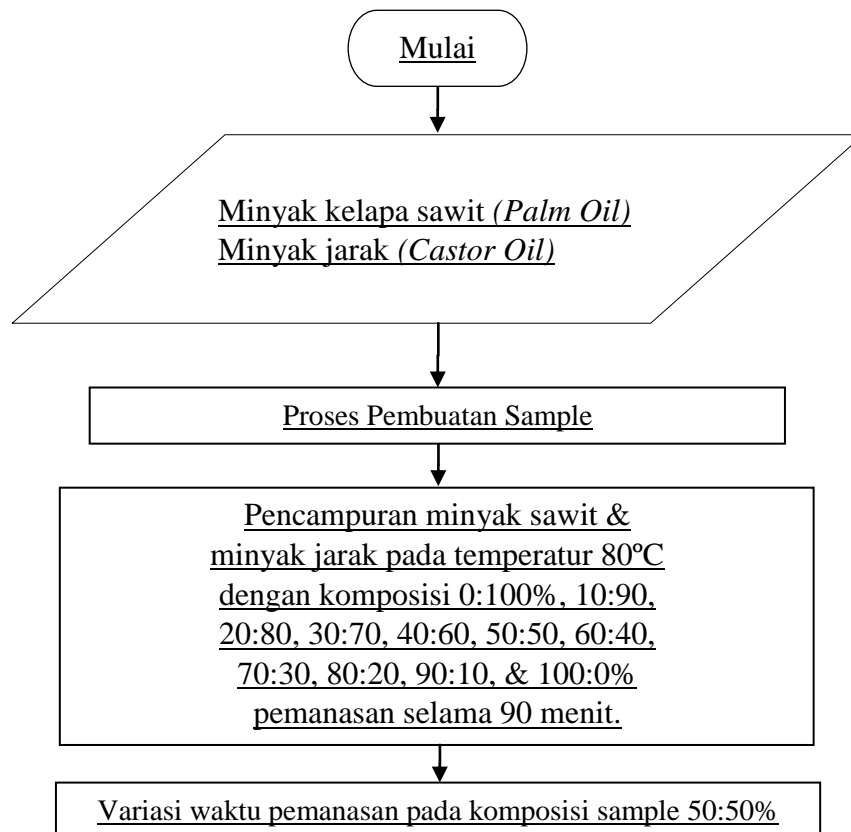 Mulai
Minyak kelapa sawit (Palm Oil)
Minyak jarak (Castor Oil)
Proses Pembuatan Sample
Pencampuran minyak sawit &
minyak jarak pada temperatur 80ºC
dengan komposisi 0:100%, 10:90,
20:80, 30:70, 40:60, 50:50, 60:40,
70:30, 80:20, 90:10, & 100:0%
pemanasan selama 90 menit.
Variasi waktu pemanasan pada komposisi sample 50:50%